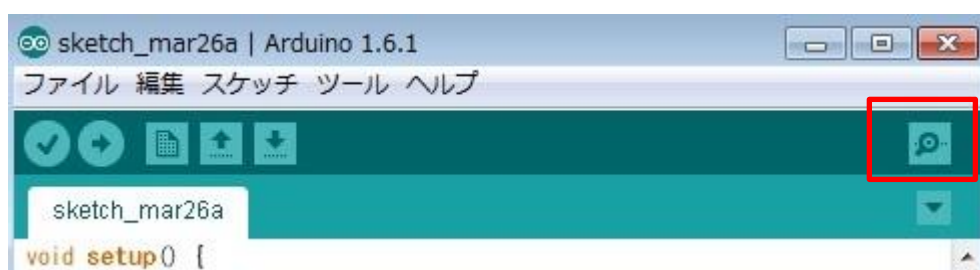 sketch_mar26a | Arduino 1.6.1
ファイル 編集 スケッチ ツール ヘルプ
sketch_mar26a
void setup() {